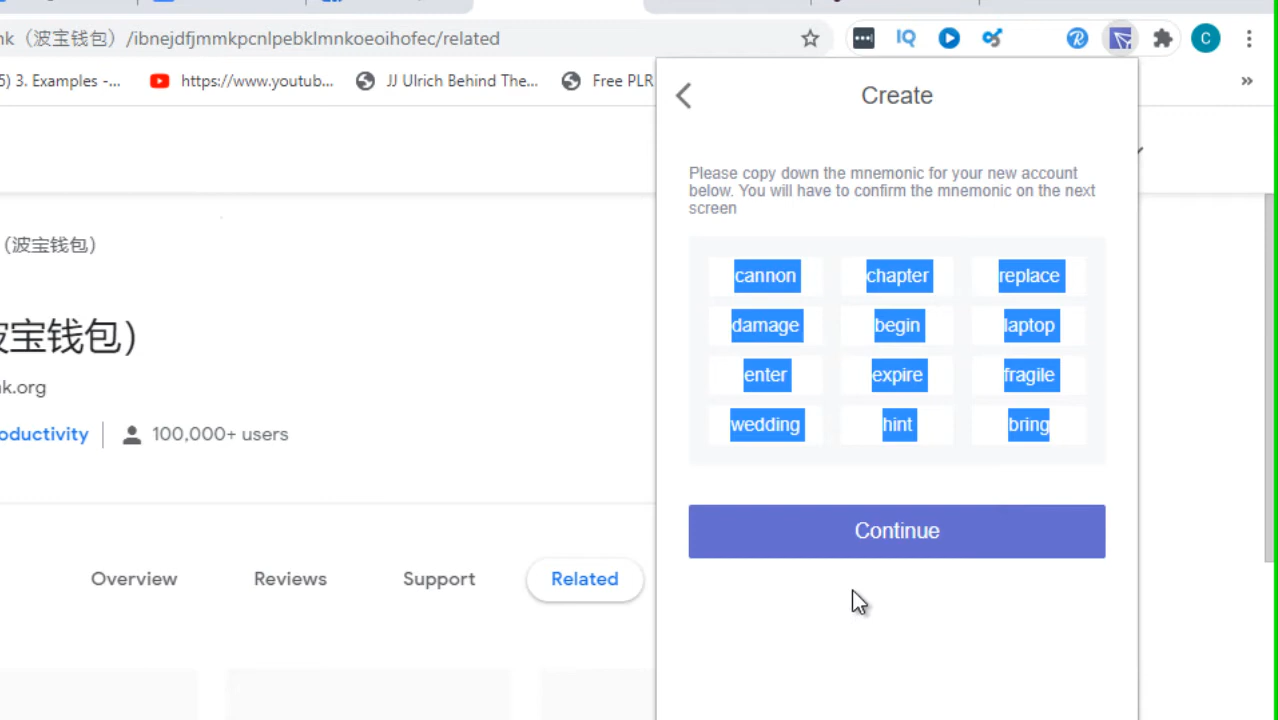 nk（波宝钱包）/ibnejdfjmmkpcnlpebklmnkoeoihofec/related
IQ
R
C
5) 3. Examples -...
https://www.youtub...
JJ Ulrich Behind The...
Free PLR
»
Create
Please copy down the mnemonic for your new account
below. You will have to confirm the mnemonic on the next
screen
cannon chapter replace
damage begin laptop
enter expire fragile
wedding hint bring
Continue
（波宝钱包）
波宝钱包）
nk.org
oductivity
100,000+ users
Overview
Reviews
Support
Related